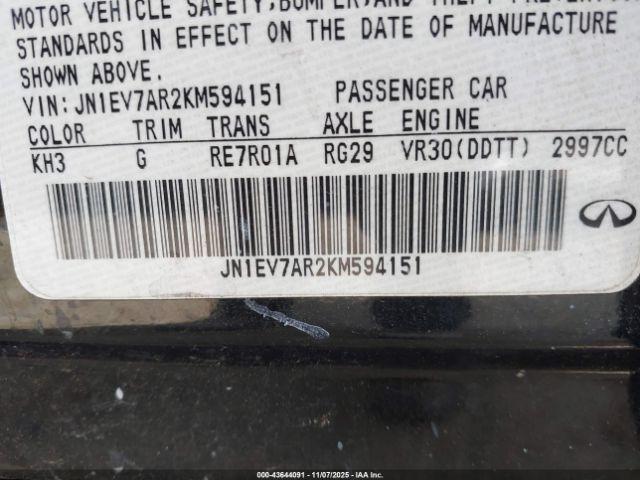 MOTOR VEHICLE SAFETY, BUMPER, AND THEFT PREVENTION
STANDARDS IN EFFECT ON THE DATE OF MANUFACTURE
SHOWN ABOVE.
VIN: JN1EV7AR2KM594151 PASSENGER CAR
COLOR TRIM TRANS AXLE ENGINE
KH3 G RE7R01A RG29 VR30(DDTT) 2997CC
JN1EV7AR2KM594151
INFINITI
000-43644091 - 11/07/2025 - IAA Inc.